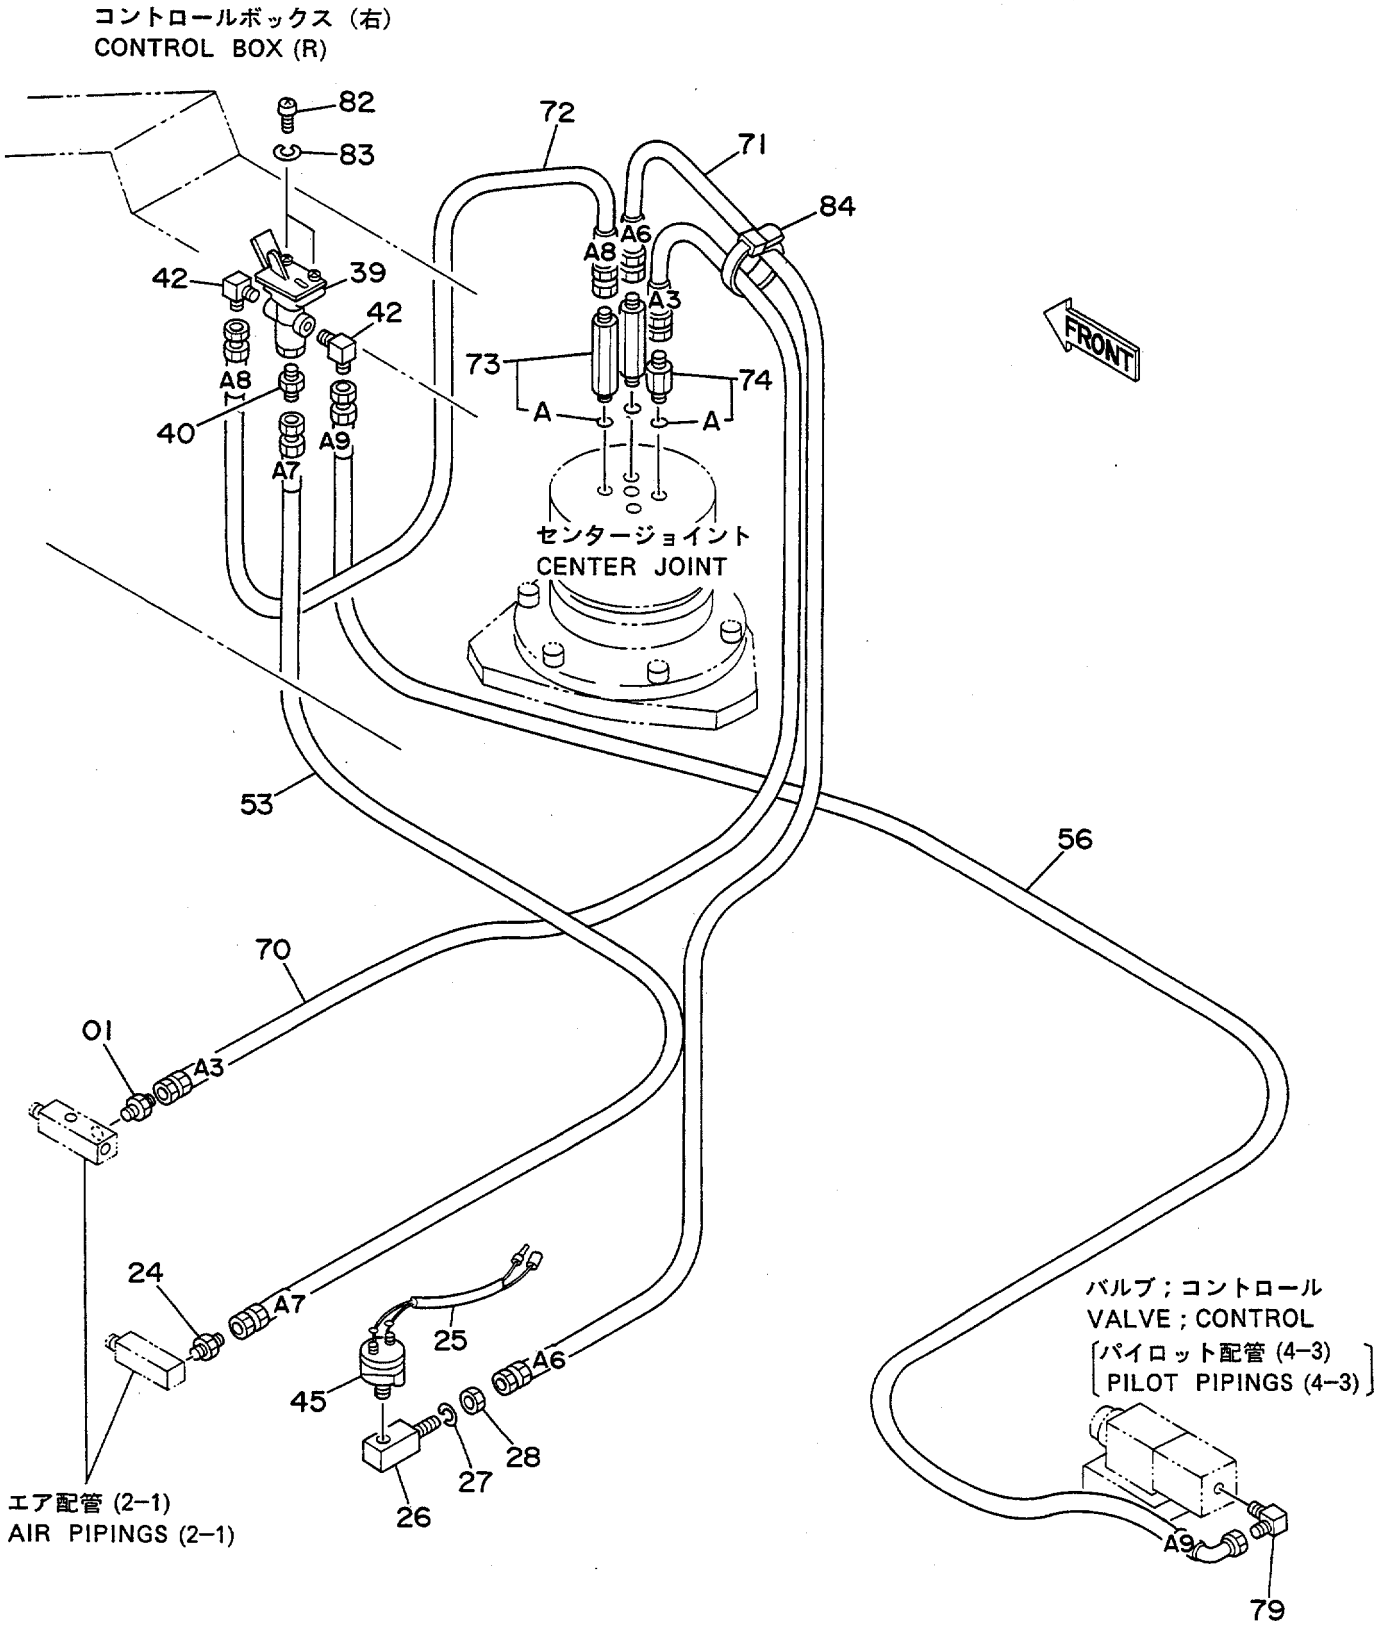 コントロールボックス (右)
CONTROL BOX (R)
82
83
72
71
84
A6
A8
42
39
A3
42
FRONT
73
74
A8
A
A
40
A9
A7
センタージョイント
CENTER JOINT
53
56
70
01
A3
24
A7
25
バルブ ; コントロール
VALVE ; CONTROL
[パイロット配管 (4-3)
PILOT PIPINGS (4-3)]
A6
45
28
27
26
エア配管 (2-1)
AIR PIPINGS (2-1)
A9
79